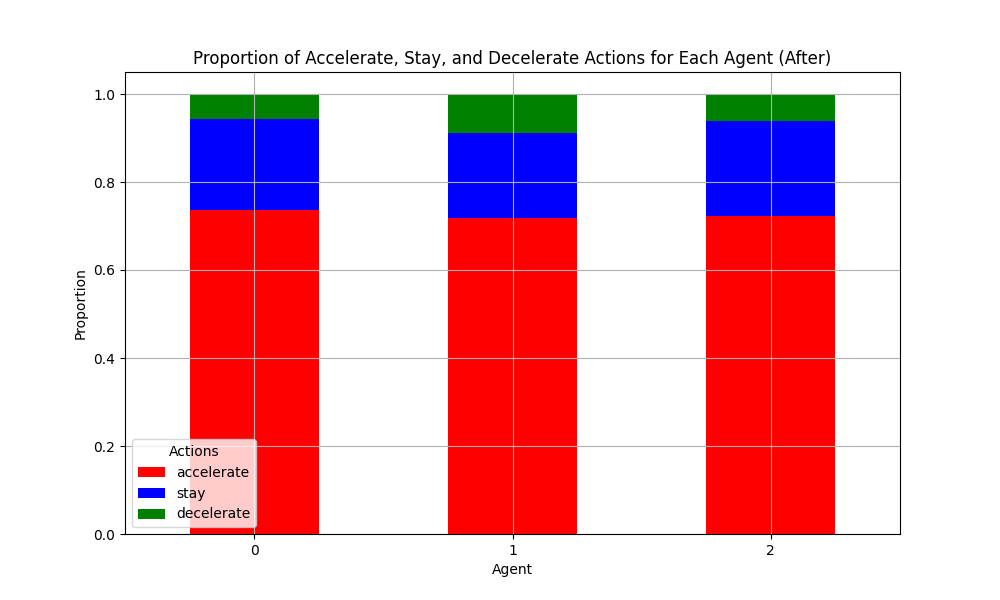 Proportion of Accelerate, Stay, and Decelerate Actions for Each Agent (After)
1.0
0.8
0.6
0.4
0.2
0.0
Proportion
Actions
accelerate
stay
decelerate
0 1 2
Agent